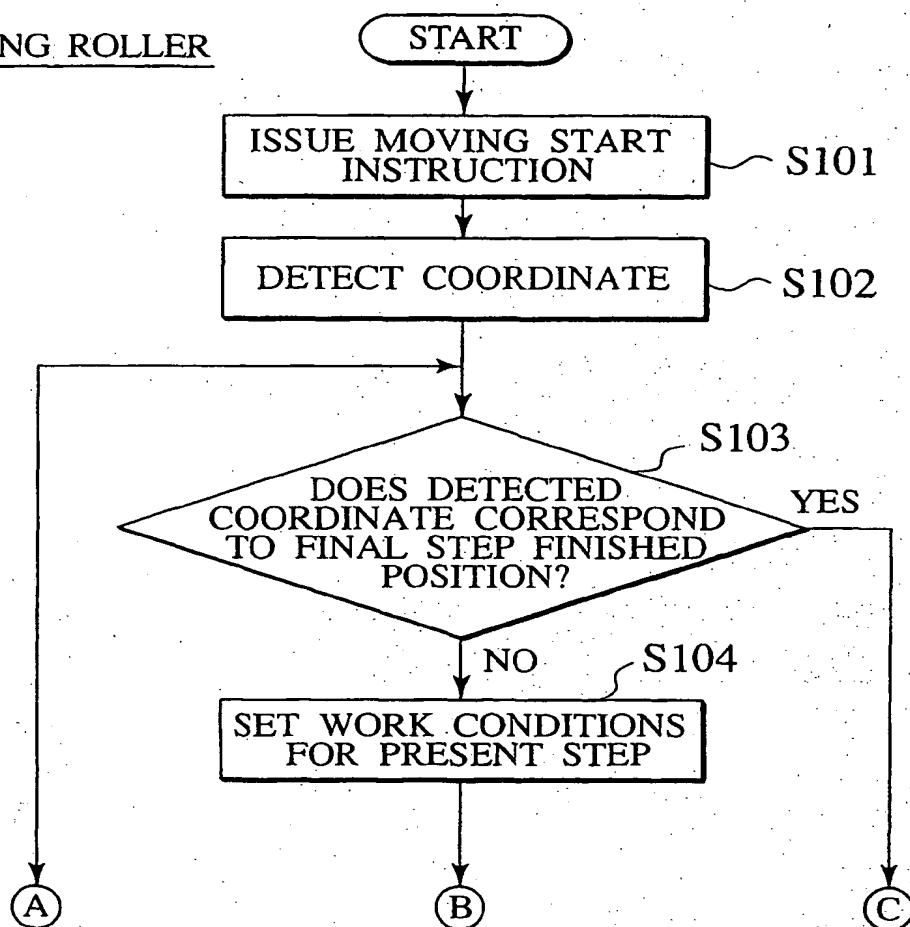 NG ROLLER
START
ISSUE MOVING START
INSTRUCTION
S101
DETECT COORDINATE
S102
S103
DOES DETECTED
COORDINATE CORRESPOND
TO FINAL STEP FINISHED
POSITION?
YES
NO
S104
SET WORK CONDITIONS
FOR PRESENT STEP
A
B
C